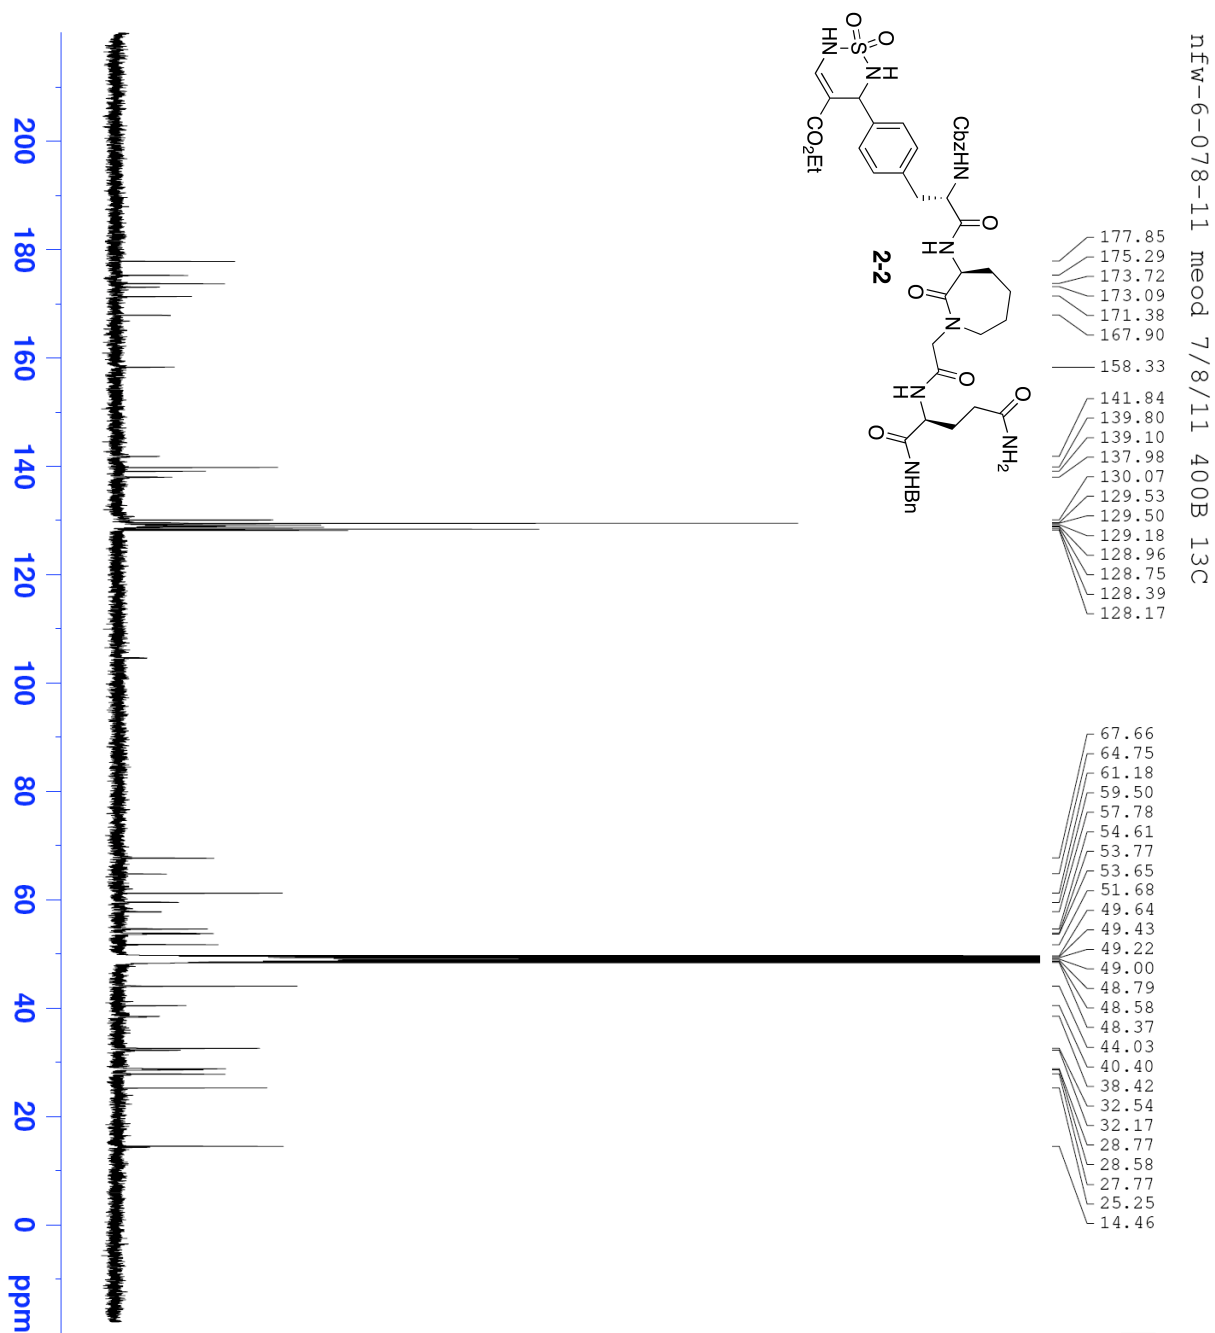 nfw-6-078-11 meod 7/8/11 400B 13C
177.85
175.29
173.72
173.09
171.38
167.90
158.33
141.84
139.80
139.10
137.98
130.07
129.53
129.50
129.18
128.96
128.75
128.39
128.17
67.66
64.75
61.18
59.50
57.78
54.61
53.77
53.65
51.68
49.64
49.43
49.22
49.00
48.79
48.58
48.37
44.03
40.40
38.42
32.54
32.17
28.77
28.58
27.77
25.25
14.46
O
O
S
HN
NH
CO2Et
CbzHN
O
N
H
2-2
O
N
O
N
H
O
NH2
O
NHBn
200
180
160
140
120
100
80
60
40
20
0
ppm